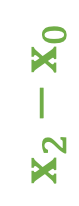 x₂ − x₀